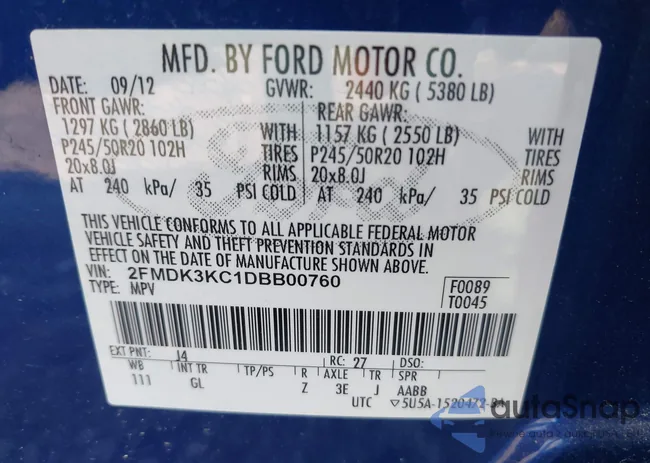 MFD. BY FORD MOTOR CO.
DATE: 09/12 GVWR: 2440 KG ( 5380 LB)
FRONT GAWR: REAR GAWR:
1297 KG ( 2860 LB) WITH 1157 KG ( 2550 LB) WITH
P245/50R20 102H TIRES P245/50R20 102H TIRES
20x8.0J RIMS 20x8.0J RIMS
AT 240 kPa/ 35 PSI COLD AT 240 kPa/ 35 PSI COLD
THIS VEHICLE CONFORMS TO ALL APPLICABLE FEDERAL MOTOR
VEHICLE SAFETY AND THEFT PREVENTION STANDARDS IN
EFFECT ON THE DATE OF MANUFACTURE SHOWN ABOVE.
VIN: 2FMDK3KC1DBB00760 F0089
TYPE: MPV T0045
EXT PNT: J4 RC: 27 DSO:
WB INT TR TP/PS R AXLE TR SPR
111 GL Z 3E J AABB
UTC ▽5U5A-1520472-BA
autoSnap